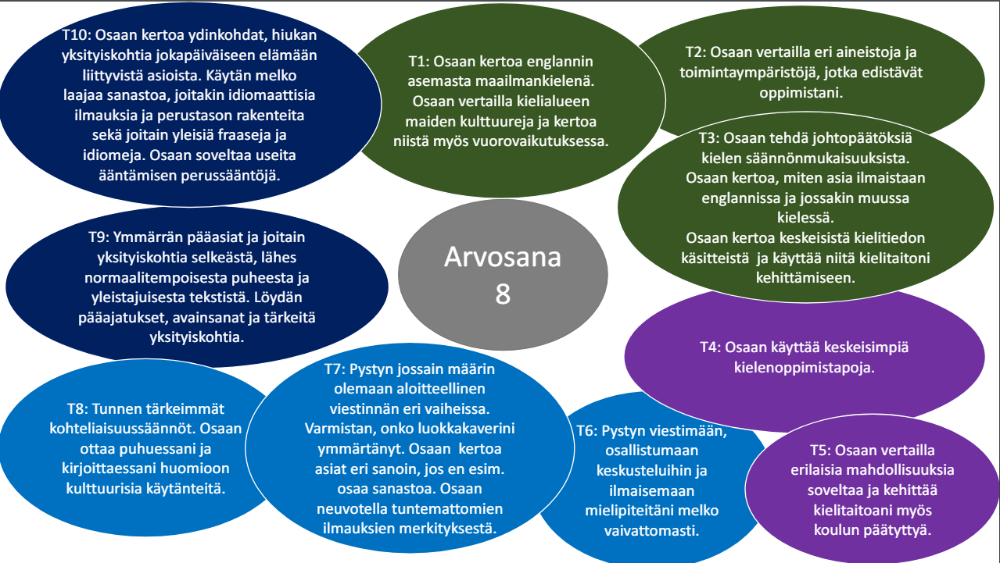 T10: Osaan kertoa ydinkohdat, hiukan
yksityiskohtia jokapäiväiseen elämään
liittyvistä asioista. Käytän melko
laajaa sanastoa, joitakin idiomaattisia
ilmauksia ja perustason rakenteita
sekä joitain yleisiä fraaseja ja
idiomeja. Osaan soveltaa useita
ääntämisen perussääntöjä.
T1: Osaan kertoa englannin
asemasta maailmankielenä.
Osaan vertailla kielialueen
maiden kulttuureja ja kertoa
niistä myös vuorovaikutuksessa.
T2: Osaan vertailla eri aineistoja ja
toimintaympäristöjä, jotka edistävät
oppimistani.
T3: Osaan tehdä johtopäätöksiä
kielen säännönmukaisuuksista.
Osaan kertoa, miten asia ilmaistaan
englannissa ja jossakin muussa
kielessä.
Osaan kertoa keskeisistä kielitiedon
käsitteistä ja käyttää niitä kielitaitoni
kehittämiseen.
Arvosana
8
T9: Ymmärrän pääasiat ja joitain
yksityiskohtia selkeästä, lähes
normaalitempoisesta puheesta ja
yleistajuisesta tekstistä. Löydän
pääajatukset, avainsanat ja tärkeitä
yksityiskohtia.
T4: Osaan käyttää keskeisimpiä
kielenoppimistapoja.
T8: Tunnen tärkeimmät
kohteliaisuussäännöt. Osaan
ottaa puhuessani ja
kirjoittaessani huomioon
kulttuurisia käytänteitä.
T7: Pystyn jossain määrin
olemaan aloitteellinen
viestinnän eri vaiheissa.
Varmistan, onko luokkakaverini
ymmärtänyt. Osaan kertoa
asiat eri sanoin, jos en esim.
osaa sanastoa. Osaan
neuvotella tuntemattomien
ilmauksien merkityksestä.
T6: Pystyn viestimään,
osallistumaan
keskusteluihin ja
ilmaisemaan
mielipiteitäni melko
vaivattomasti.
T5: Osaan vertailla
erilaisia mahdollisuuksia
soveltaa ja kehittää
kielitaitoani myös
koulun päätyttyä.